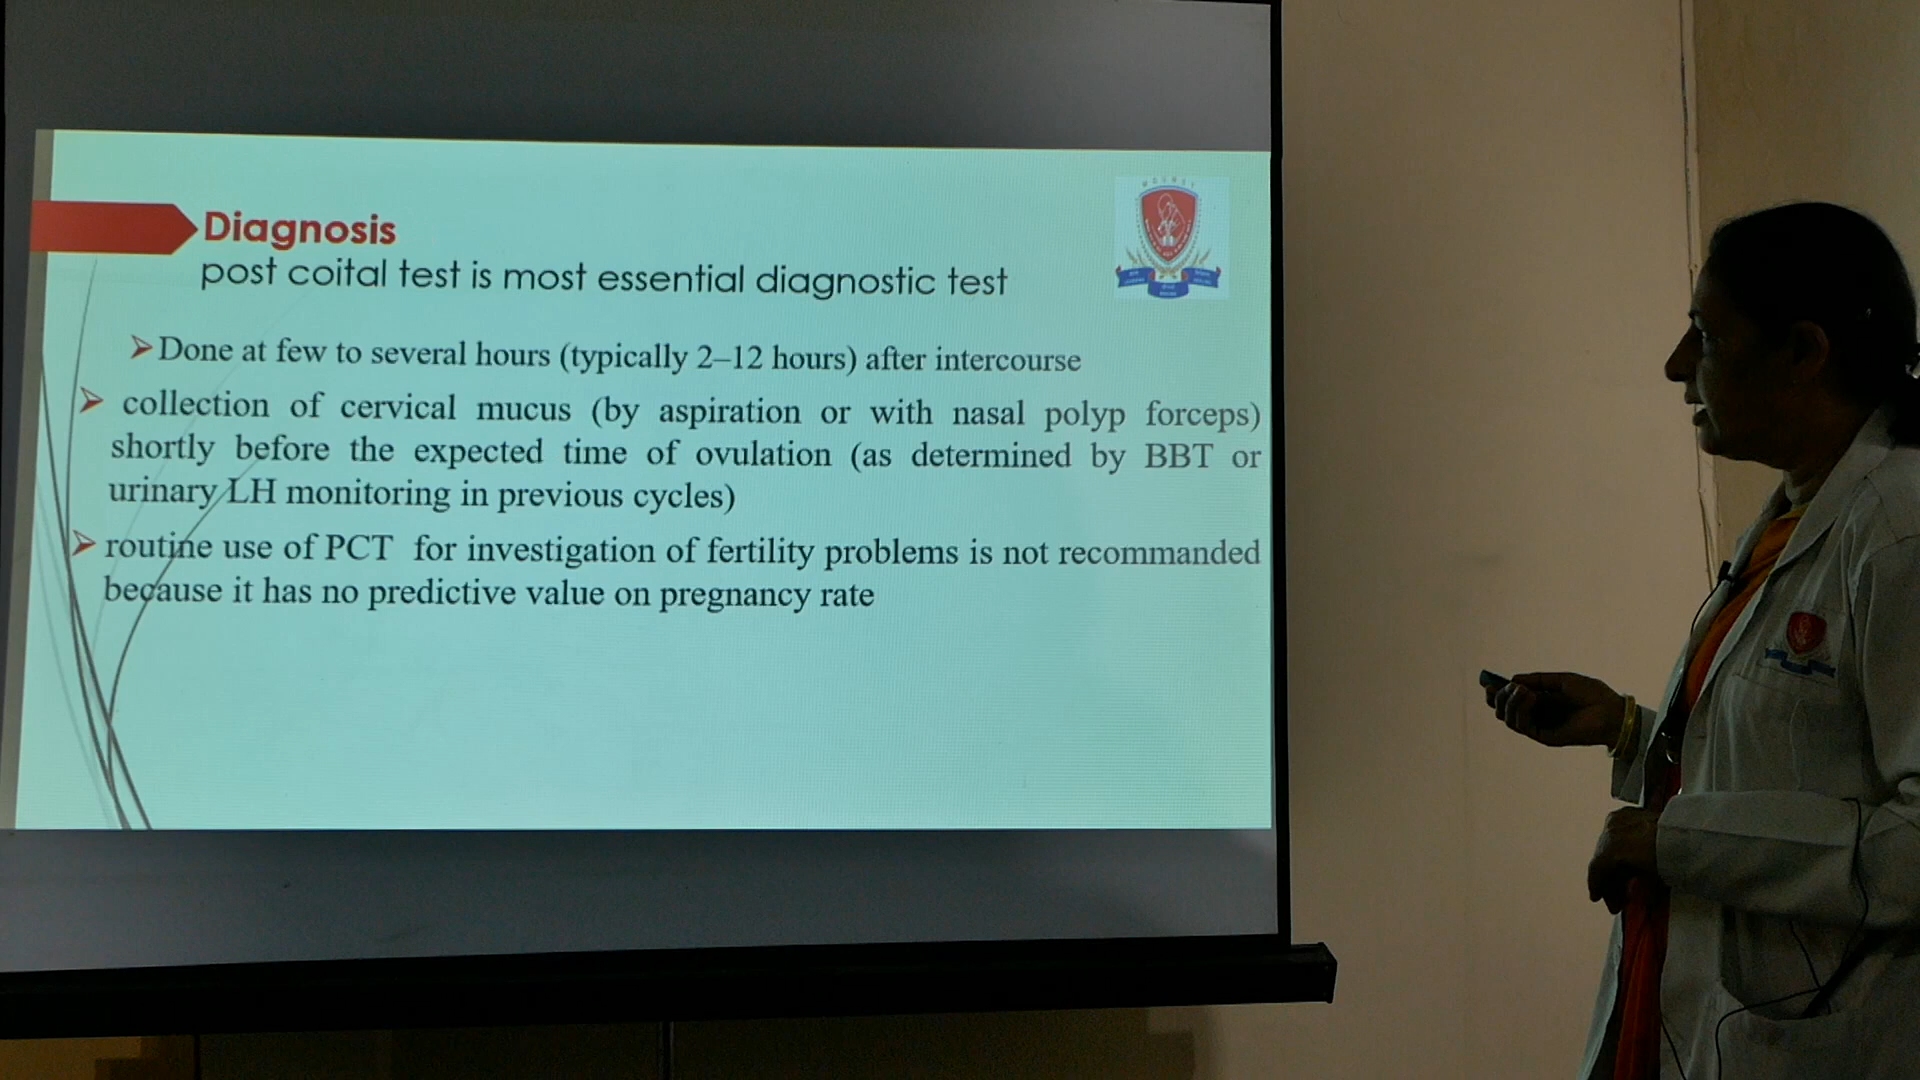 Diagnosis
post coital test is most essential diagnostic test
➢Done at few to several hours (typically 2–12 hours) after intercourse
➢ collection of cervical mucus (by aspiration or with nasal polyp forceps)
shortly before the expected time of ovulation (as determined by BBT or
urinary LH monitoring in previous cycles)
➢ routine use of PCT for investigation of fertility problems is not recommanded
because it has no predictive value on pregnancy rate